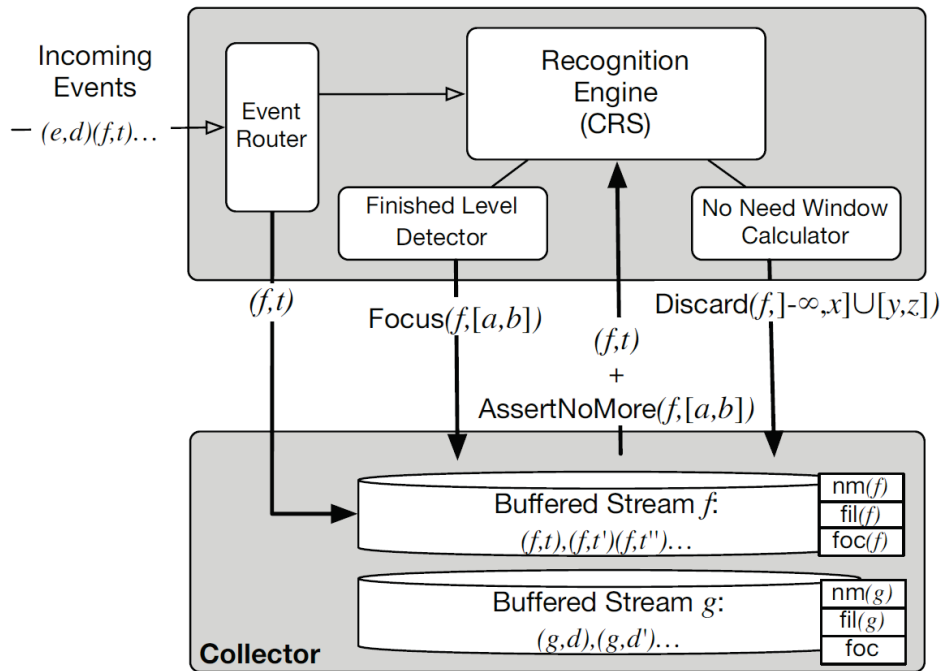 Incoming
Events
(e,d)(f,t)...
Event
Router
Recognition
Engine
(CRS)
Finished Level
Detector
No Need Window
Calculator
(f,t)
Focus(f,[a,b])
(f,t)
+
AssertNoMore(f,[a,b])
Discard(f,]-∞,x]∪[y,z])
Buffered Stream f:
(f,t),(f,t')(f,t'')...
nm(f)
fil(f)
foc(f)
Buffered Stream g:
(g,d),(g,d')...
nm(g)
fil(g)
foc
Collector